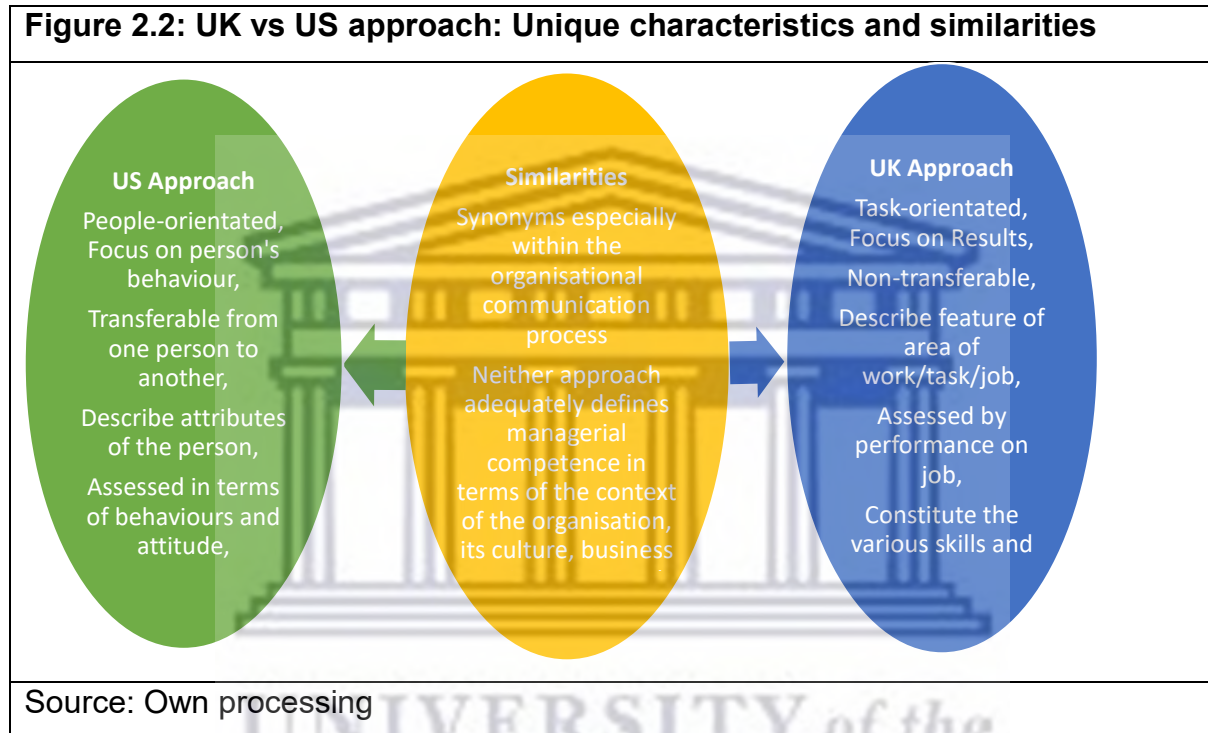 Figure 2.2: UK vs US approach: Unique characteristics and similarities
US Approach
People-orientated,
Focus on person's
behaviour,
Transferable from
one person to
another,
Describe attributes
of the person,
Assessed in terms
of behaviours and
attitude,
Similarities
Synonyms especially
within the
organisational
communication
process
Neither approach
adequately defines
managerial
competence in
terms of the context
of the organisation,
its culture, business
UK Approach
Task-orientated,
Focus on Results,
Non-transferable,
Describe feature of
area of
work/task/job,
Assessed by
performance on
job,
Constitute the
various skills and
Source: Own processing
UNIVERSITY of the